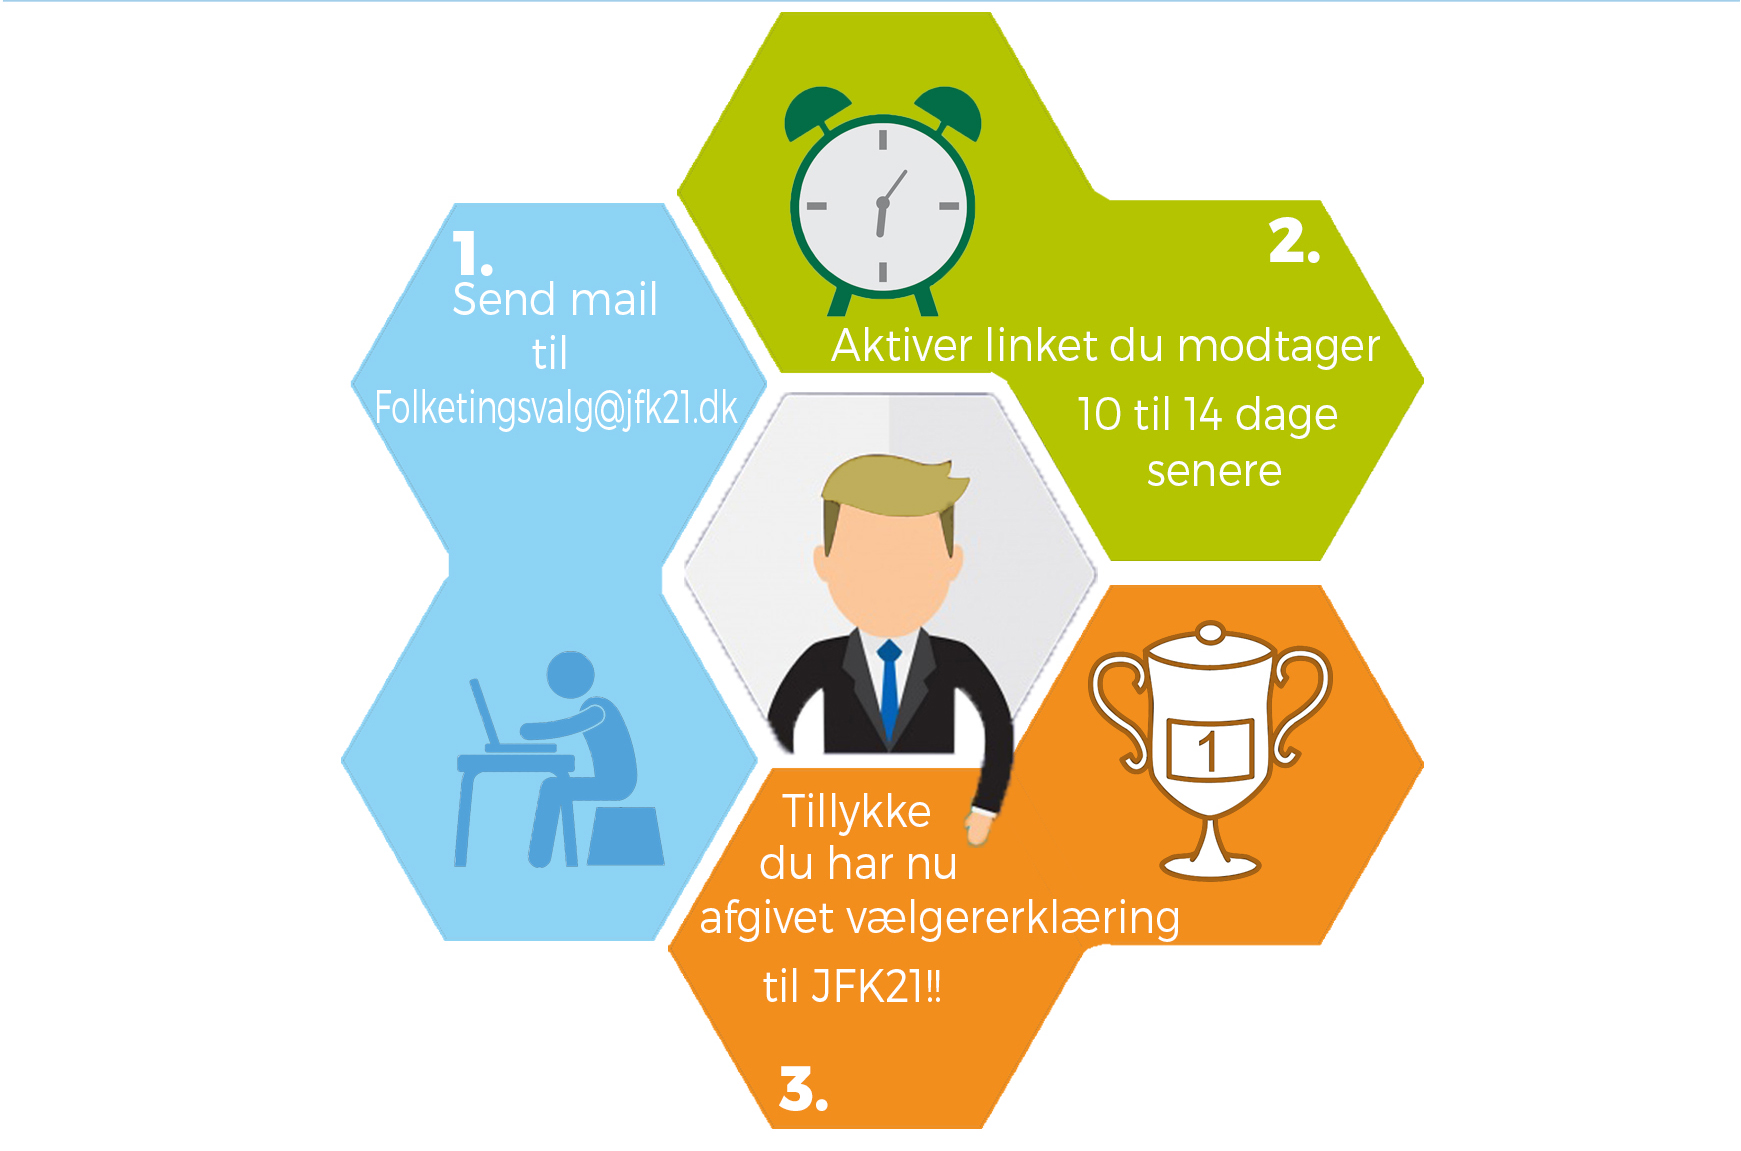 1.
Send mail
til
Folketingsvalg@jfk21.dk
2.
Aktiver linket du modtager
10 til 14 dage
senere
1
Tillykke
du har nu
afgivet vælgererklæring
til JFK21!!
3.